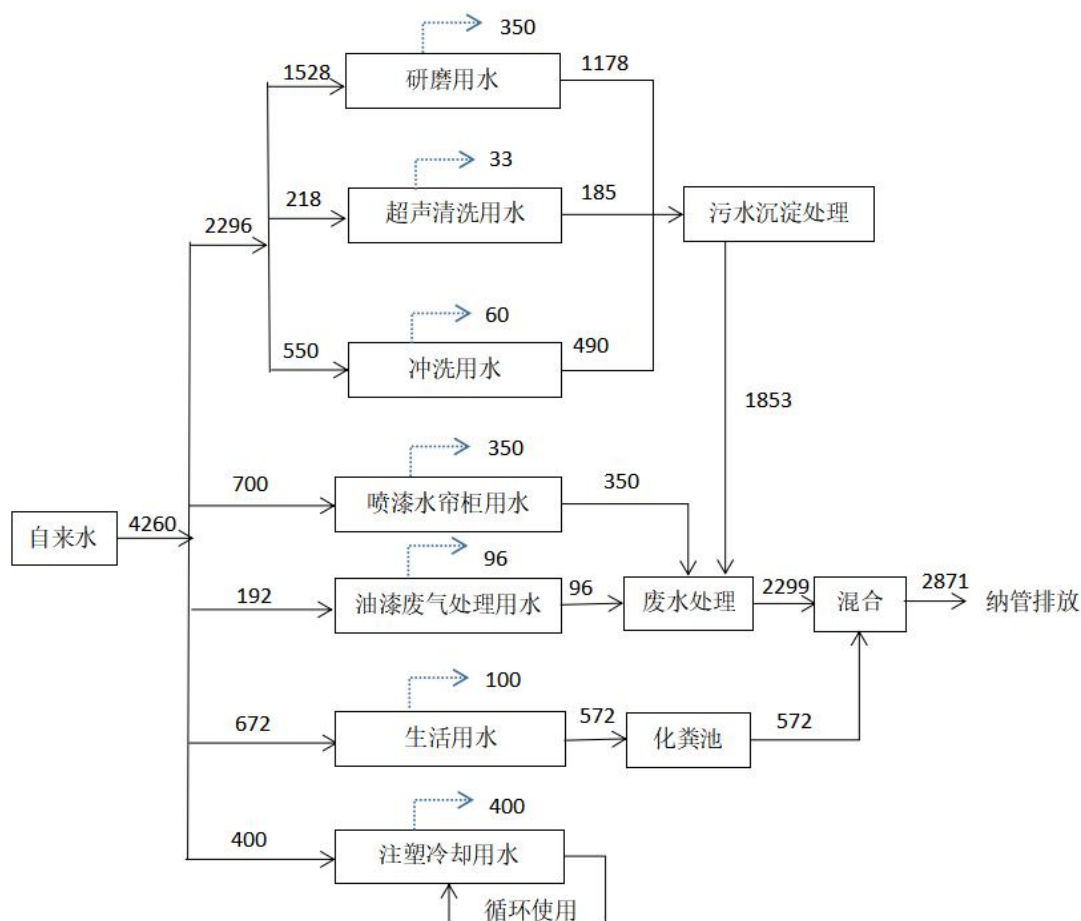 350
1528
研磨用水
1178
33
218
超声清洗用水
185
污水沉淀处理
2296
60
550
冲洗用水
490
1853
350
700
喷漆水帘柜用水
350
自来水
4260
96
192
油漆废气处理用水
96
废水处理
2299
混合
2871
纳管排放
100
672
生活用水
572
化粪池
572
400
400
注塑冷却用水
循环使用